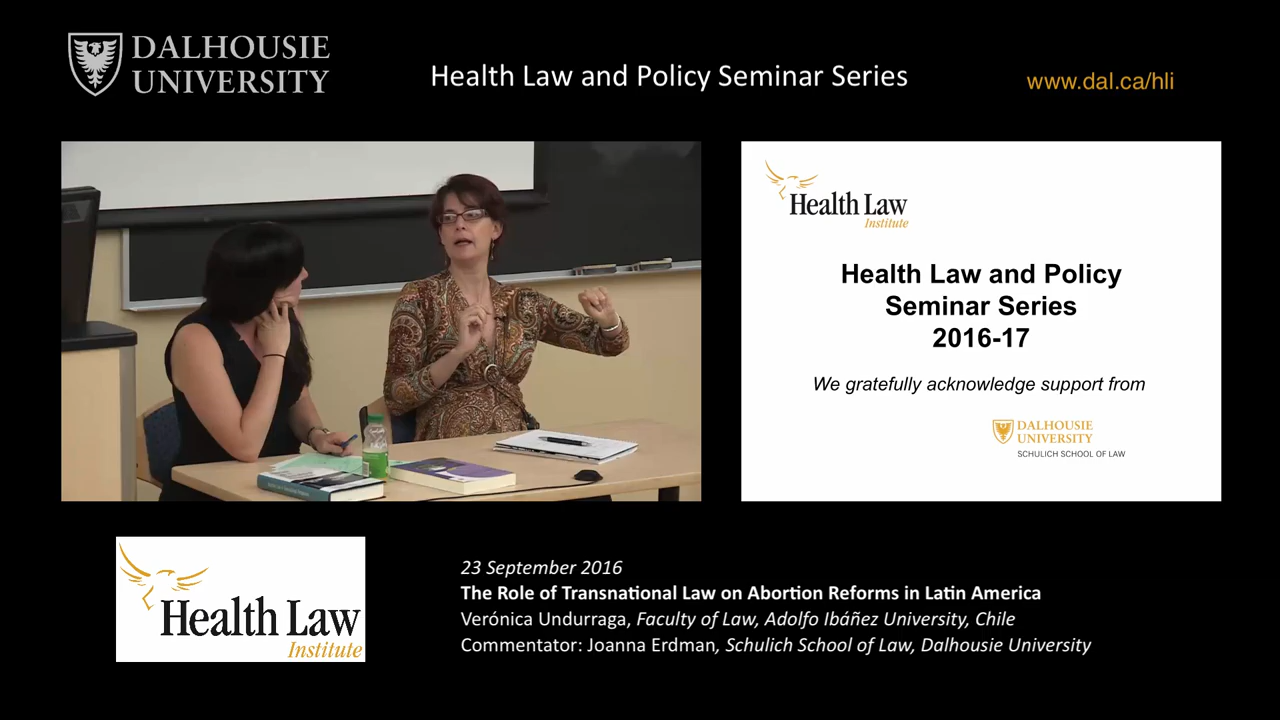 DALHOUSIE
UNIVERSITY
Health Law and Policy Seminar Series
www.dal.ca/hli
Health Law
Institute
Health Law and Policy
Seminar Series
2016-17
We gratefully acknowledge support from
DALHOUSIE
UNIVERSITY
SCHULICH SCHOOL OF LAW
Health Law
Institute
23 September 2016
The Role of Transnational Law on Abortion Reforms in Latin America
Verónica Undurraga, Faculty of Law, Adolfo Ibáñez University, Chile
Commentator: Joanna Erdman, Schulich School of Law, Dalhousie University